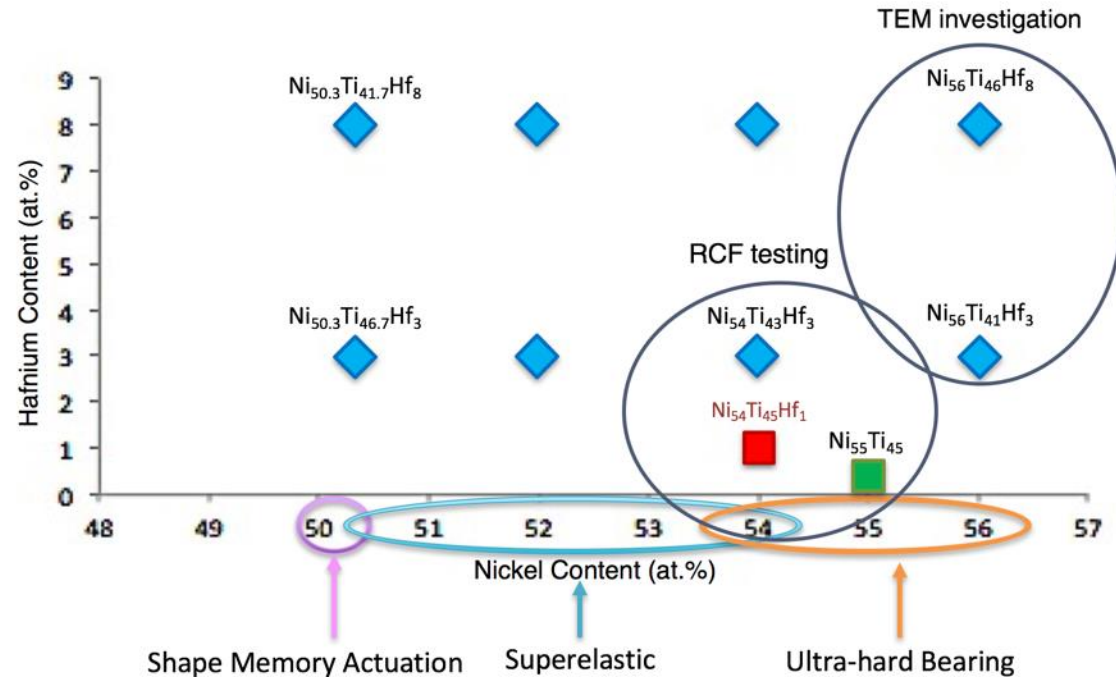 TEM investigation
9
Ni₅₀.₃Ti₄₁.₇Hf₈
Ni₅₆Ti₄₆Hf₈
8
7
6
5
RCF testing
4
Ni₅₀.₃Ti₄₆.₇Hf₃
Ni₅₄Ti₄₃Hf₃
Ni₅₆Ti₄₁Hf₃
3
2
Ni₅₄Ti₄₅Hf₁
Ni₅₅Ti₄₅
1
0
Hafnium Content (at.%)
48 49 50 51 52 53 54 55 56 57
Nickel Content (at.%)
Shape Memory Actuation
Superelastic
Ultra-hard Bearing